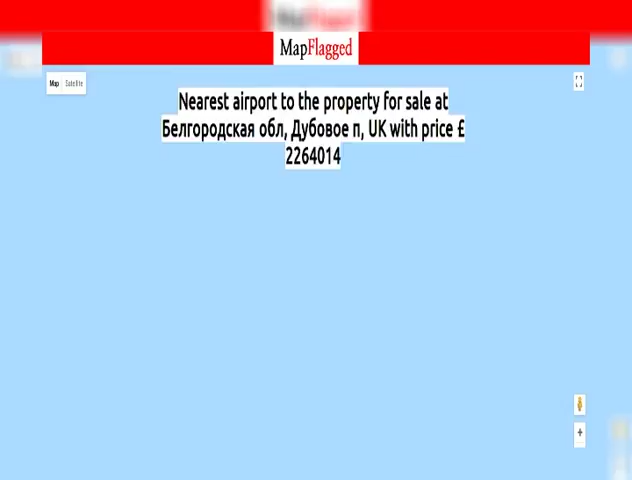 MapFlagged
Map Satellite
Nearest airport to the property for sale at
Белгородская обл, Дубовое п, UK with price £
2264014
+